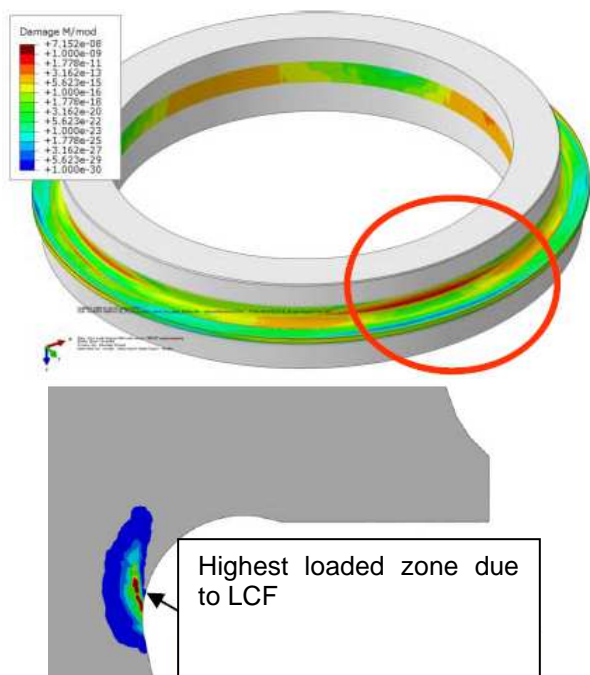 Damage M/mod
+7.152e-08
+1.000e-09
+1.778e-11
+3.162e-13
+5.623e-15
+1.000e-16
+1.778e-18
+3.162e-20
+5.623e-22
+1.000e-23
+1.778e-25
+3.162e-27
+5.623e-29
+1.000e-30
Highest loaded zone due
to LCF